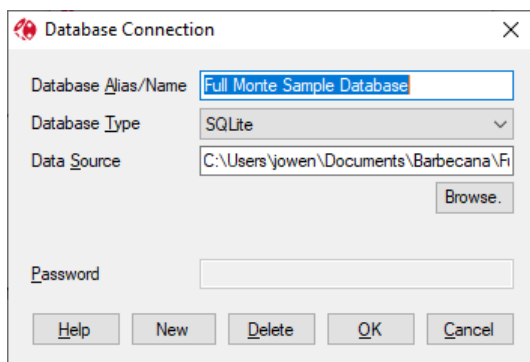 Database Connection
Database Alias/Name Full Monte Sample Database
Database Type SQLite
Data Source C:\Users\jowen\Documents\Barbecana\Fu
Browse.
Password
Help New Delete OK Cancel